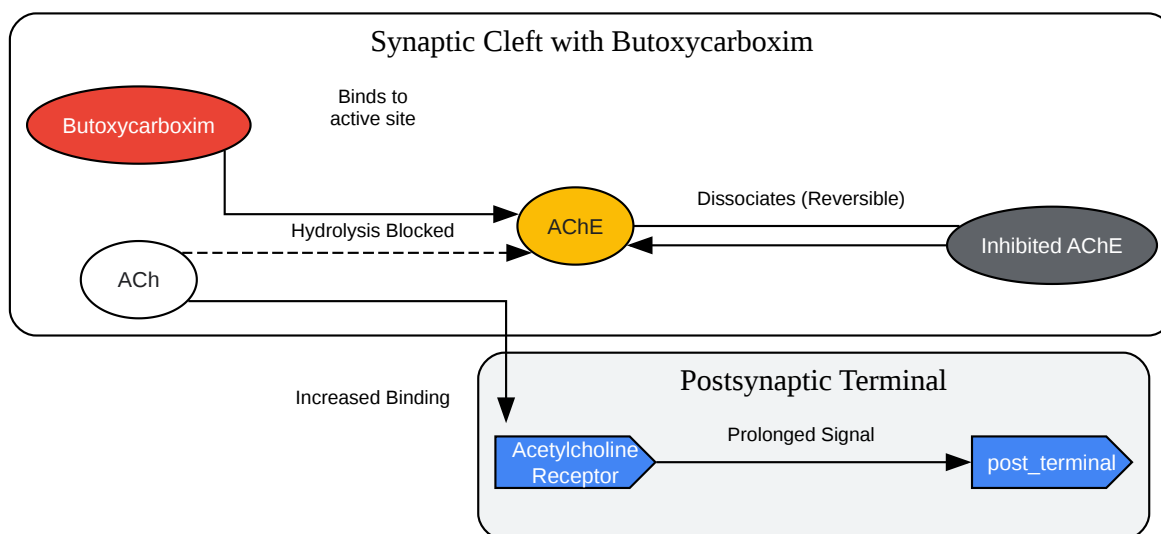 Synaptic Cleft with Butoxycarboxim
Binds to
active site
Butoxycarboxim
Dissociates (Reversible)
AChE
Hydrolysis Blocked
Inhibited AChE
ACh
Postsynaptic Terminal
Increased Binding
Prolonged Signal
Acetylcholine
Receptor
post_terminal